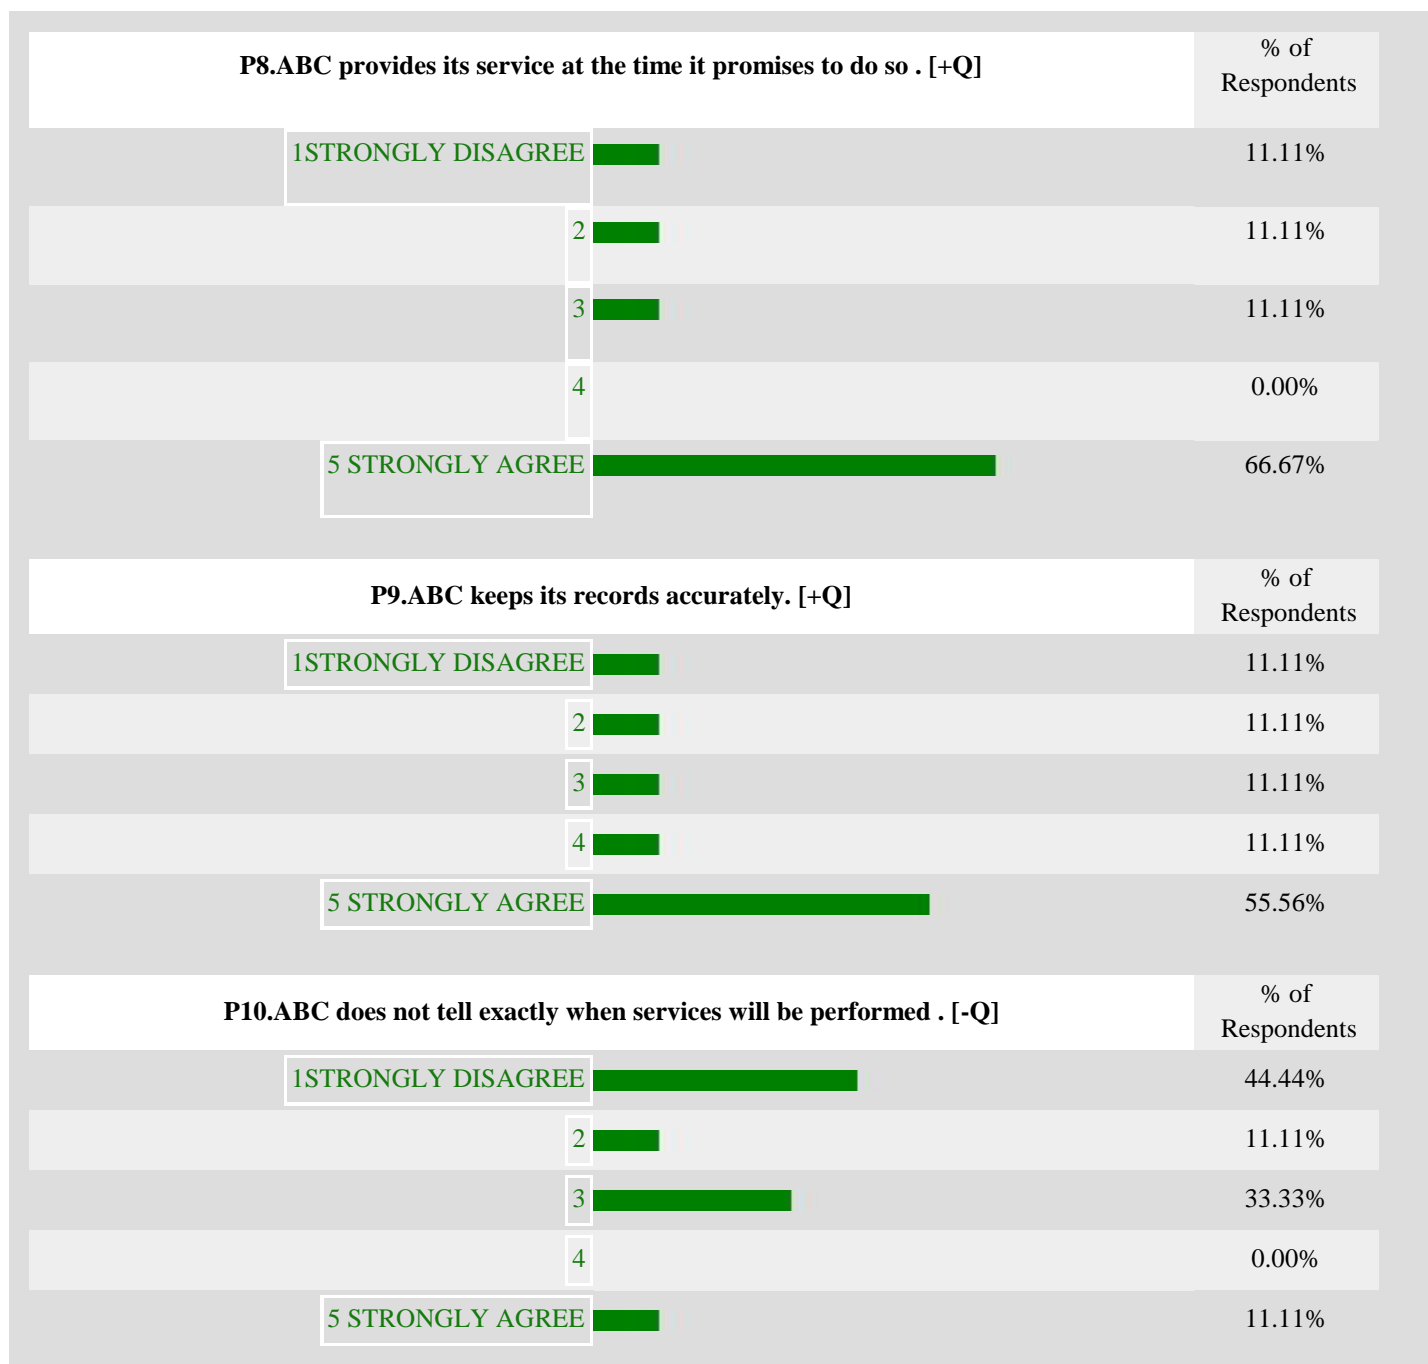 P8.ABC provides its service at the time it promises to do so . [+Q]
% of
Respondents
1STRONGLY DISAGREE 11.11%
2 11.11%
3 11.11%
4 0.00%
5 STRONGLY AGREE 66.67%
P9.ABC keeps its records accurately. [+Q]
% of
Respondents
1STRONGLY DISAGREE 11.11%
2 11.11%
3 11.11%
4 11.11%
5 STRONGLY AGREE 55.56%
P10.ABC does not tell exactly when services will be performed . [-Q]
% of
Respondents
1STRONGLY DISAGREE 44.44%
2 11.11%
3 33.33%
4 0.00%
5 STRONGLY AGREE 11.11%